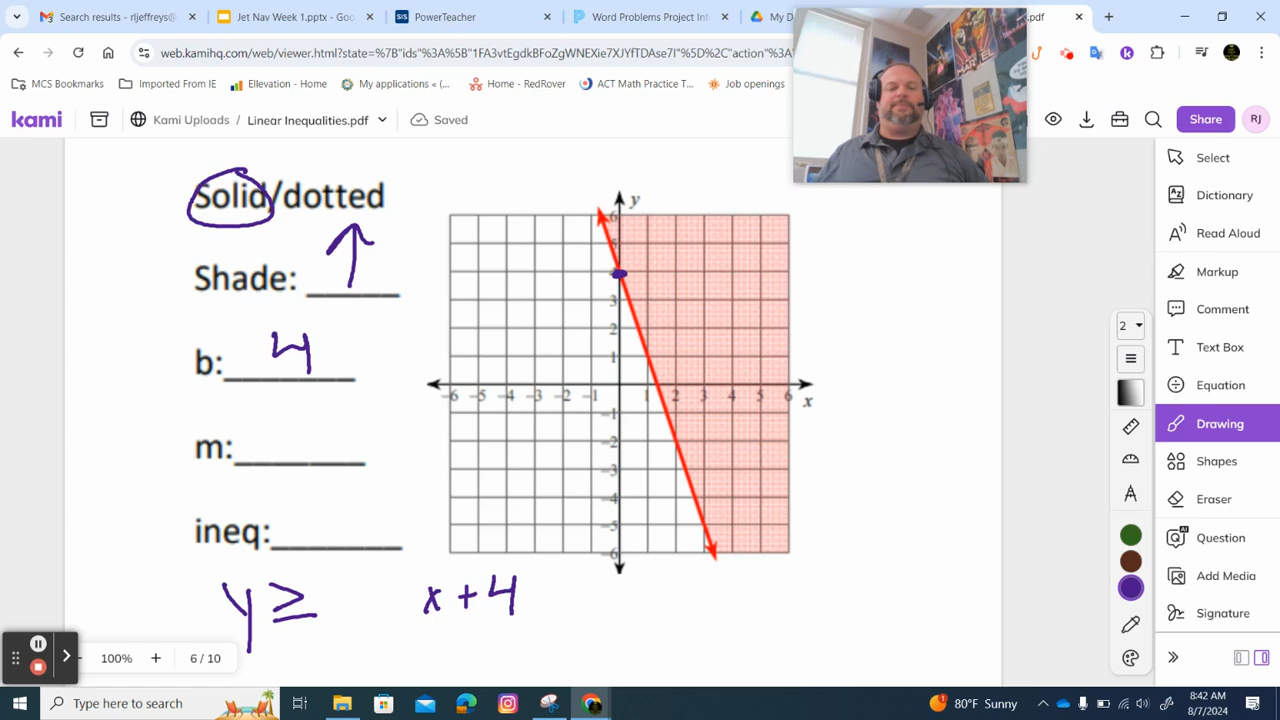 Search results - rljeffreys@
Jet Nav Week 1.pptx - Goo
PowerTeacher
Word Problems Project Inf
My D
.pdf
web.kamihq.com/web/viewer.html?state=%7B"ids"%3A%5B"1FA3vtEgdkBFoZgWNEXie7XJYfTDAse7I"%5D%2C"action"%3A
MCS Bookmarks
Imported From IE
Ellevation - Home
My applications – (...
Home - RedRover
ACT Math Practice T...
Job openings
kami
Kami Uploads / Linear Inequalities.pdf
Saved
Share
RJ
Solid/dotted
Shade: _____
b:_______ 4
m:_______
ineq:_______
y ≥ x + 4
y
6
5
4
3
2
1
-6 -5 -4 -3 -2 -1 1 2 3 4 5 6
x
-1
-2
-3
-4
-5
-6
Select
Dictionary
Read Aloud
Markup
Comment
Text Box
Equation
Drawing
Shapes
Eraser
Question
Add Media
Signature
2
100%
6 / 10
Type here to search
80°F Sunny
8:42 AM
8/7/2024